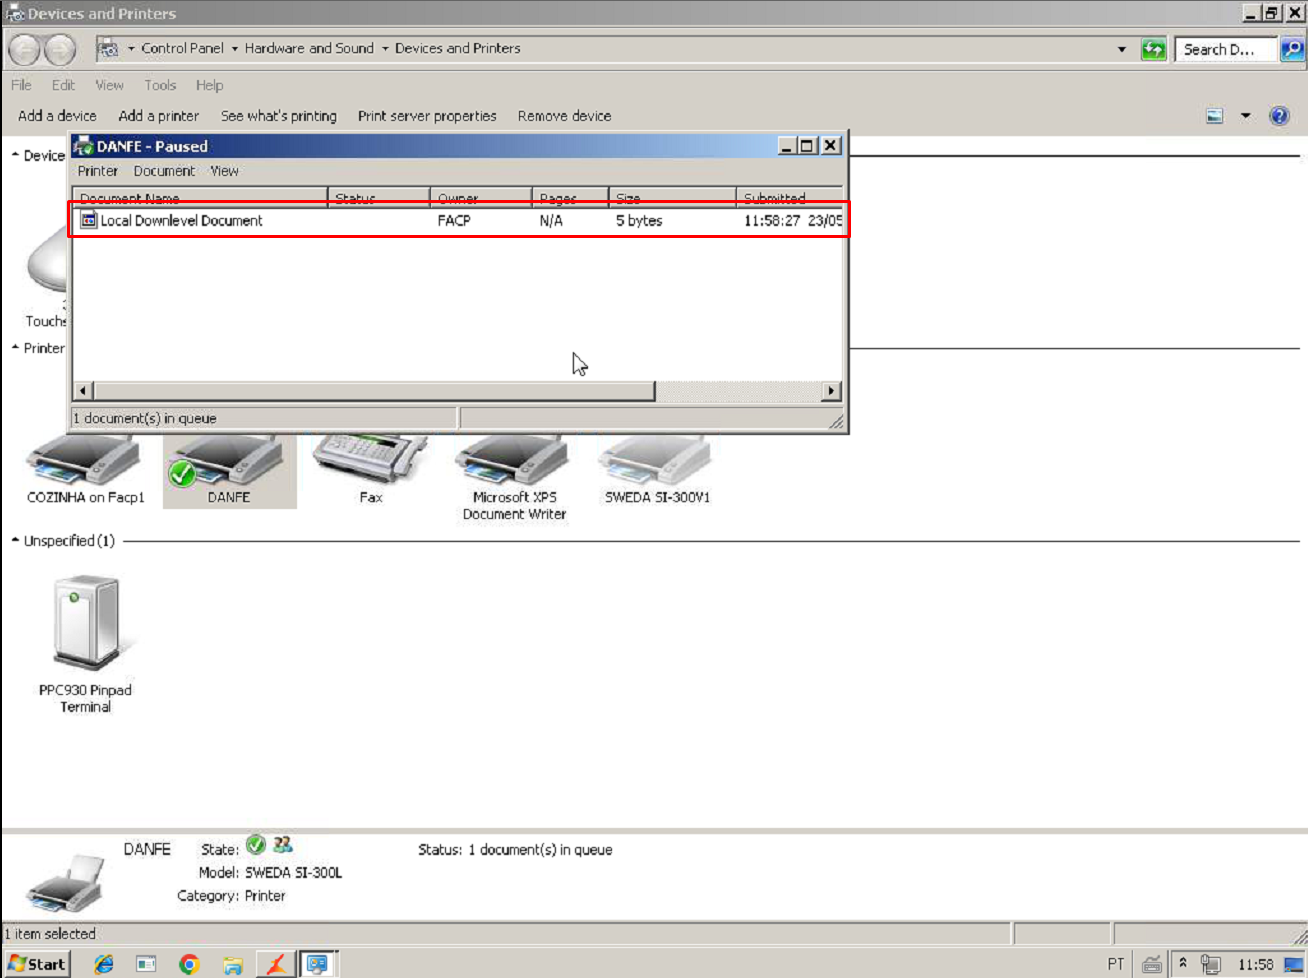 Devices and Printers
Control Panel Hardware and Sound Devices and Printers
Search D...
File Edit View Tools Help
Add a device Add a printer See what's printing Print server properties Remove device
DANFE - Paused
Printer Document View
Document Name Status Owner Pages Size Submitted
Local Downlevel Document FACP N/A 5 bytes 11:58:27 23/05
1 document(s) in queue
Device
Touchs
Printer
COZINHA on Facp1
DANFE
Fax
Microsoft XPS
Document Writer
SWEDA SI-300V1
Unspecified (1)
PPC930 Pinpad
Terminal
DANFE State: Status: 1 document(s) in queue
Model: SWEDA SI-300L
Category: Printer
1 item selected
Start PT 11:58